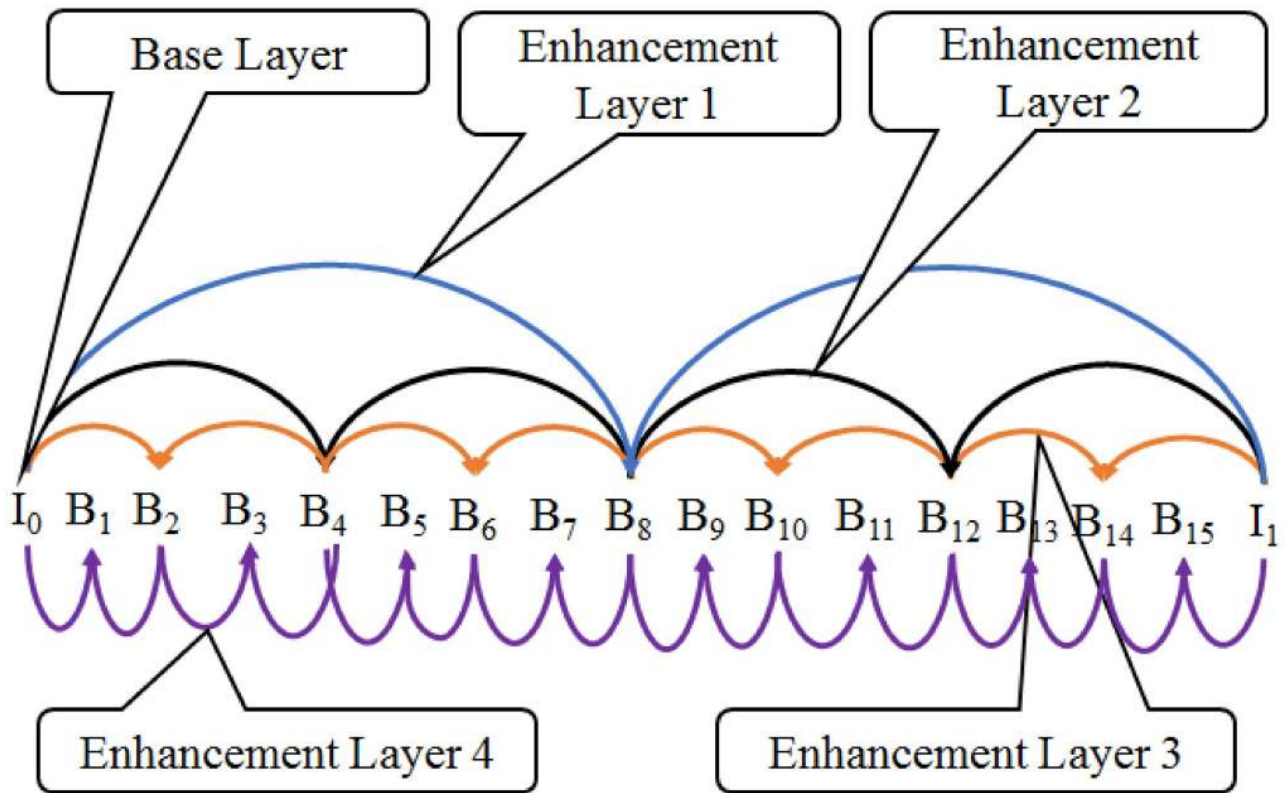 Base Layer
Enhancement
Layer 1
Enhancement
Layer 2
I₀ B₁ B₂ B₃ B₄ B₅ B₆ B₇ B₈ B₉ B₁₀ B₁₁ B₁₂ B₁₃ B₁₄ B₁₅ I₁
Enhancement Layer 4
Enhancement Layer 3